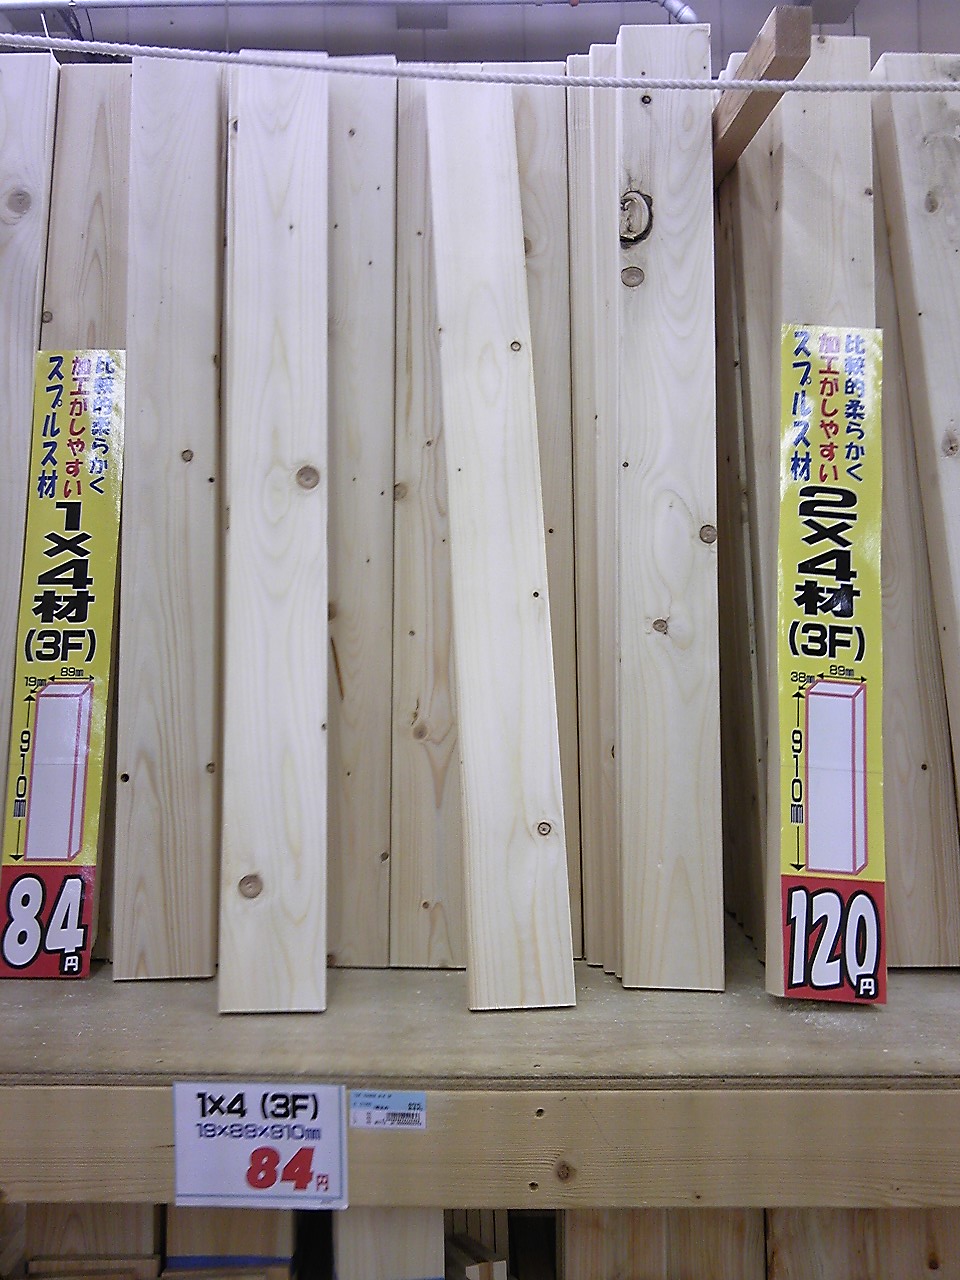 比較的柔らかく
加工がしやすい
スプルス材
1×4材
(3F)
19mm
89mm
910mm
84円
比較的柔らかく
加工がしやすい
スプルス材
2×4材
(3F)
38mm
89mm
910mm
120円
1×4 (3F)
19×89×910mm
84円